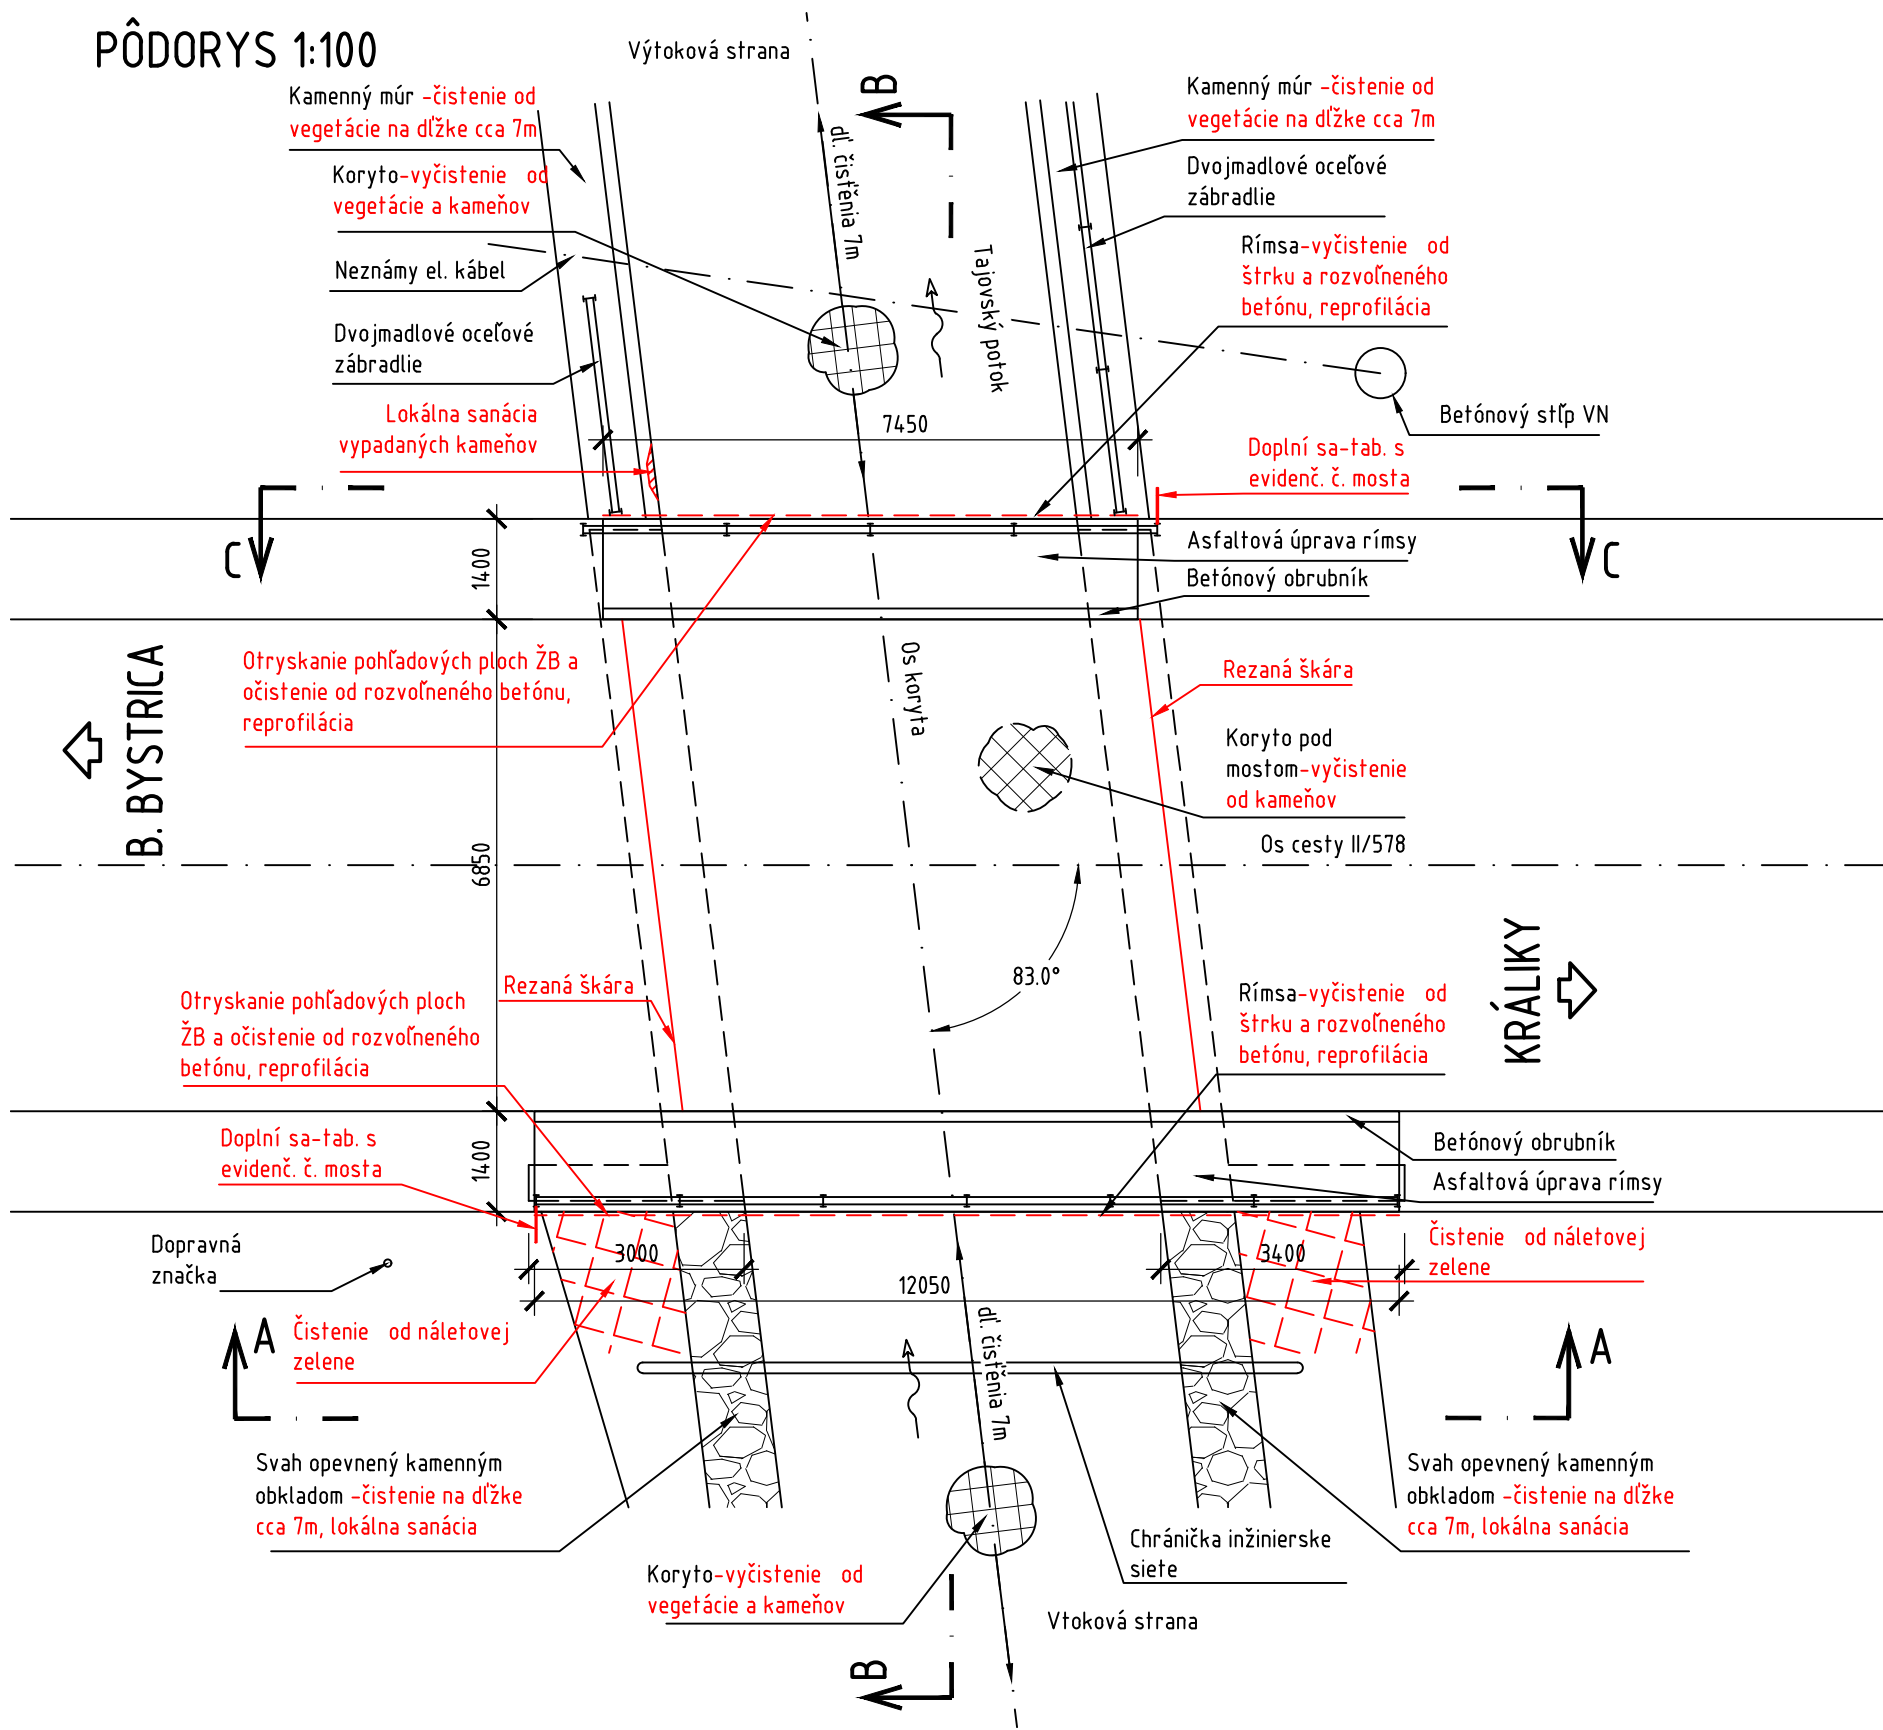 PÔDORYS 1:100
Výtoková strana
B
Kamenný múr -čistenie od
vegetácie na dĺžke cca 7m
Kamenný múr -čistenie od
vegetácie na dĺžke cca 7m
dĺ. čistěnia 7m
Koryto-vyčistenie od
vegetácie a kameňov
Dvojmadlové oceľové
zábradlie
Neznámy el. kábel
Tajovský potok
Rímsa-vyčistenie od
štrku a rozvoľneného
betónu, reprofilácia
Dvojmadlové oceľové
zábradlie
Lokálna sanácia
vypadaných kameňov
7450
Betónový stĺp VN
Doplní sa-tab. s
evidenč. č. mosta
C
1400
Asfaltová úprava rímsy
Betónový obrubník
C
B. BYSTRICA
Otryskanie pohľadových plôch ŽB a
očistenie od rozvoľneného betónu,
reprofilácia
Os koryta
Rezaná škára
Koryto pod
mostom-vyčistenie
od kameňov
Os cesty II/578
6850
83.0°
KRÁLIKY
Rezaná škára
Otryskanie pohľadových ploch
ŽB a očistenie od rozvoľneného
betónu, reprofilácia
Rímsa-vyčistenie od
štrku a rozvoľneného
betónu, reprofilácia
Doplní sa-tab. s
evidenč. č. mosta
1400
Betónový obrubník
Asfaltová úprava rímsy
Dopravná
značka
3000
12050
3400
Čistenie od náletovej
zelene
A
Čistenie od náletovej
zelene
dĺ. čistěnia 7m
A
Svah opevnený kamenným
obkladom -čistenie na dĺžke
cca 7m, lokálna sanácia
Svah opevnený kamenným
obkladom -čistenie na dĺžke
cca 7m, lokálna sanácia
Koryto-vyčistenie od
vegetácie a kameňov
Chránička inžinierske
siete
Vtoková strana
B